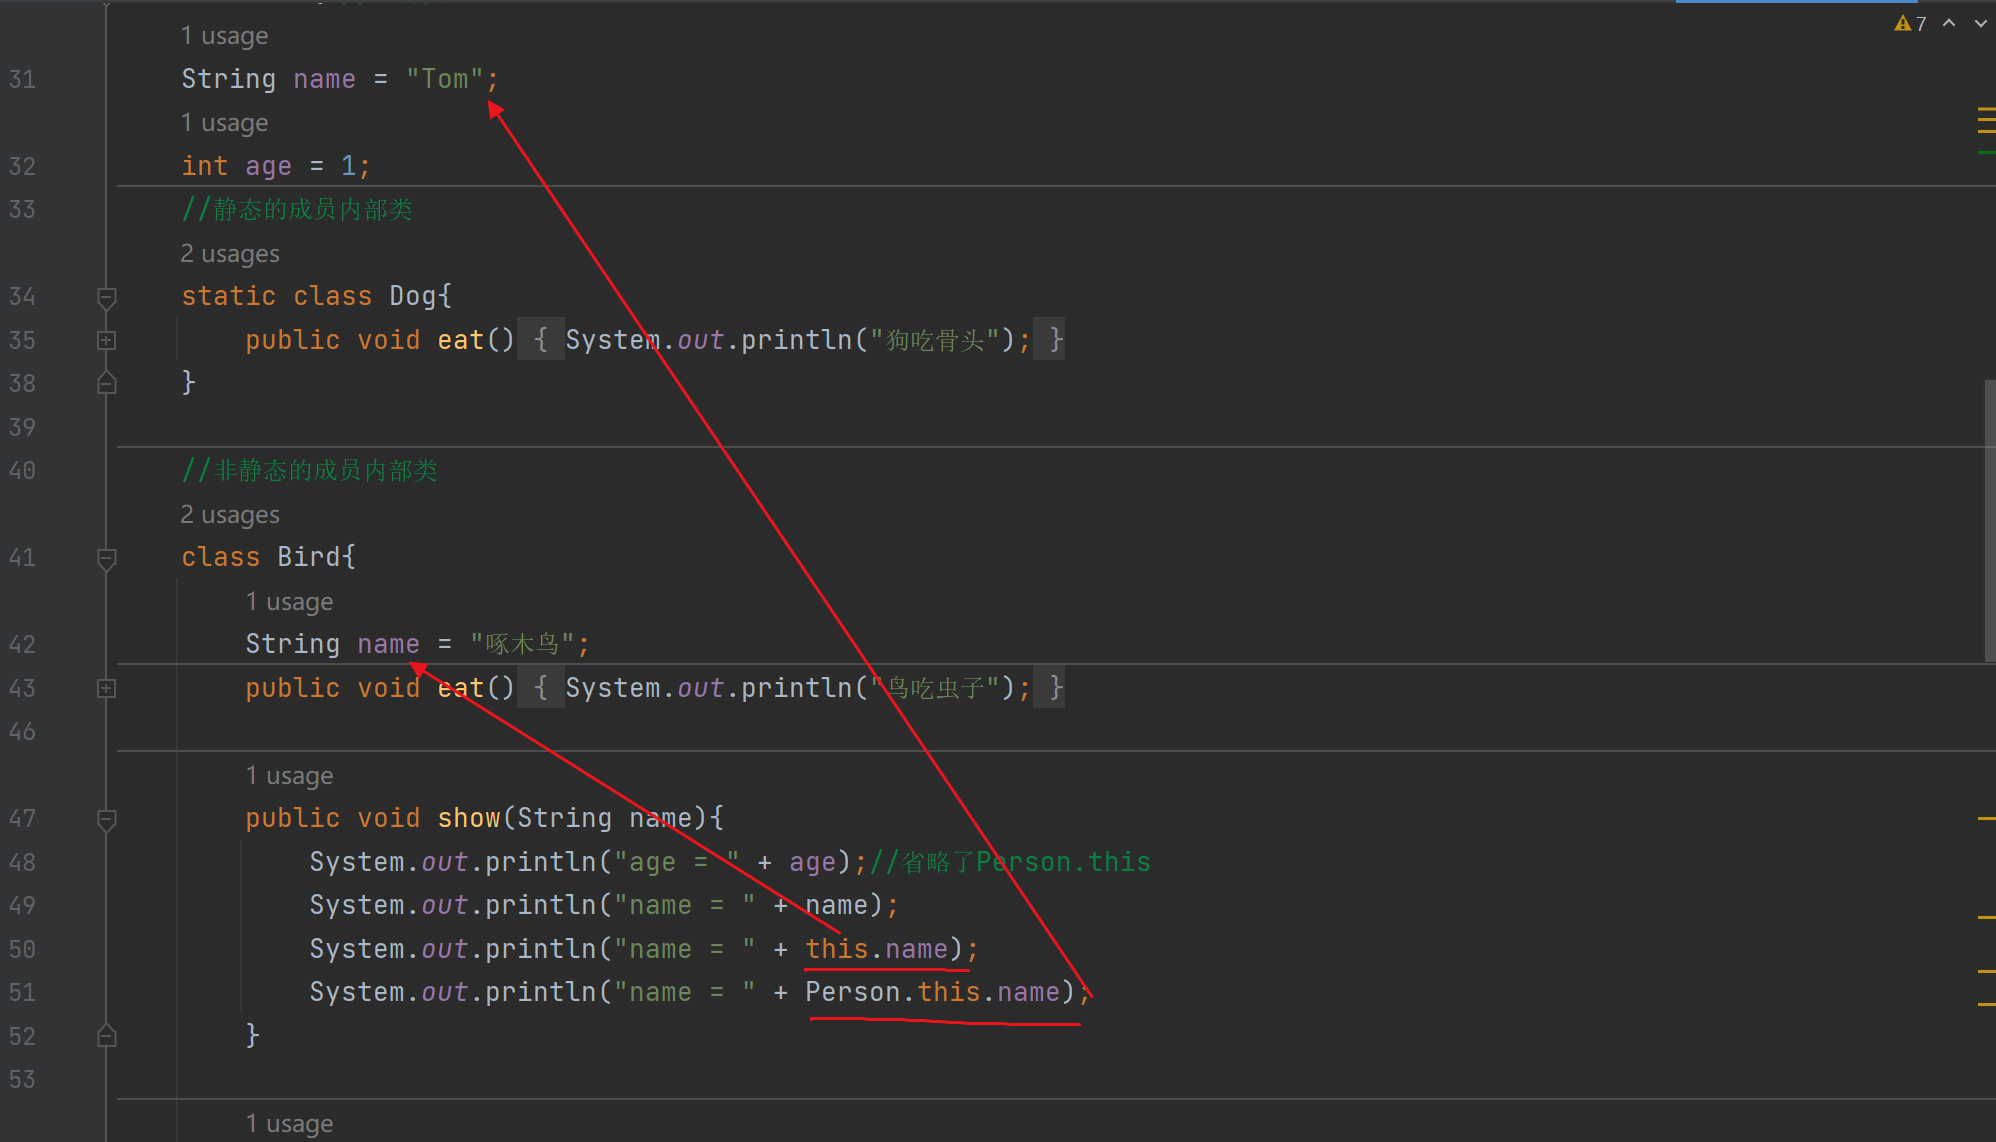 1 usage
7
31 String name = "Tom";
1 usage
32 int age = 1;
33 //静态的成员内部类
2 usages
34 static class Dog{
35 public void eat() { System.out.println("狗吃骨头"); }
38 }
39
40 //非静态的成员内部类
2 usages
41 class Bird{
1 usage
42 String name = "啄木鸟";
43 public void eat() { System.out.println("鸟吃虫子"); }
46
1 usage
47 public void show(String name){
48 System.out.println("age = " + age);//省略了Person.this
49 System.out.println("name = " + name);
50 System.out.println("name = " + this.name);
51 System.out.println("name = " + Person.this.name);
52 }
53
1 usage